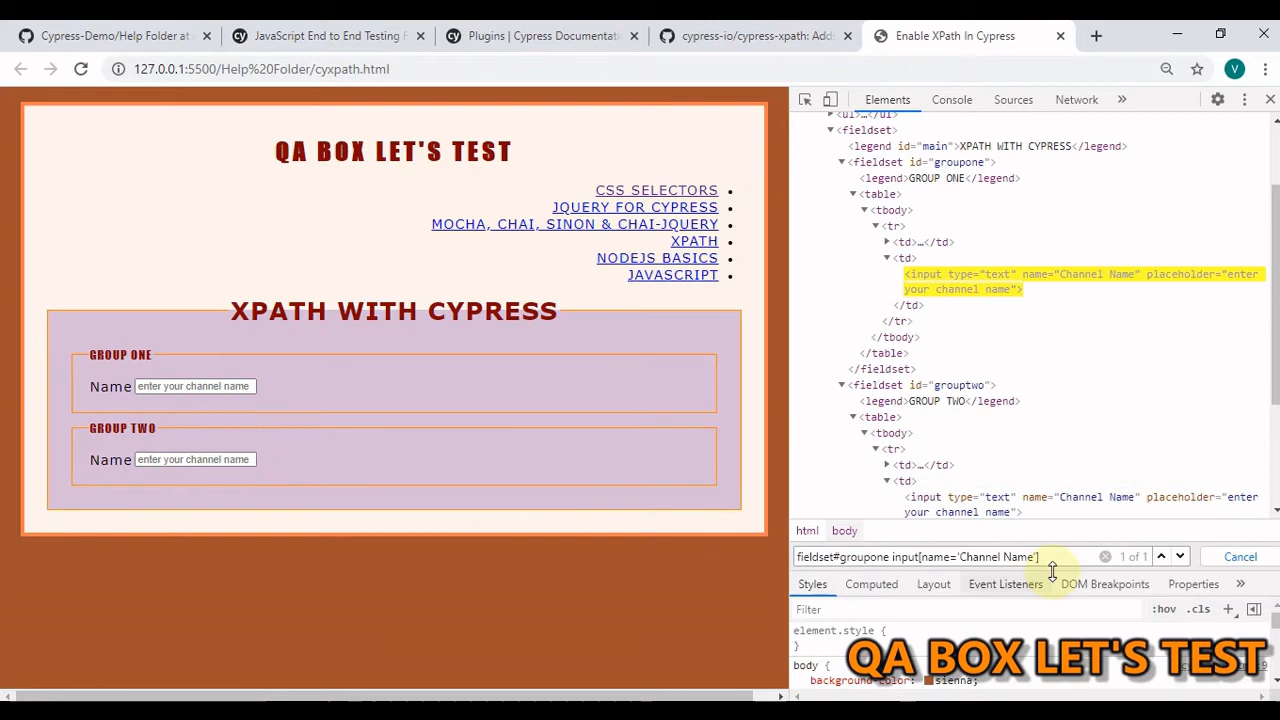 Cypress-Demo/Help Folder at
JavaScript End to End Testing F
Plugins | Cypress Documentat
cypress-io/cypress-xpath: Add
Enable XPath In Cypress
127.0.0.1:5500/Help%20Folder/cyxpath.html
V
QA BOX LET'S TEST
CSS SELECTORS
JQUERY FOR CYPRESS
MOCHA, CHAI, SINON & CHAI-JQUERY
XPATH
NODEJS BASICS
JAVASCRIPT
XPATH WITH CYPRESS
GROUP ONE
Name enter your channel name
GROUP TWO
Name enter your channel name
Elements Console Sources Network
<fieldset>
<legend id="main">XPATH WITH CYPRESS</legend>
<fieldset id="groupone">
<legend>GROUP ONE</legend>
<table>
<tbody>
<tr>
<td>…</td>
<td>
<input type="text" name="Channel Name" placeholder="enter
your channel name">
</td>
</tr>
</tbody>
</table>
</fieldset>
<fieldset id="grouptwo">
<legend>GROUP TWO</legend>
<table>
<tbody>
<tr>
<td>…</td>
<td>
<input type="text" name="Channel Name" placeholder="enter
your channel name">
html body
fieldset#groupone input[name='Channel Name'] 1 of 1 Cancel
Styles Computed Layout Event Listeners DOM Breakpoints Properties
Filter :hov .cls
element.style {
}
body {
background-color: sienna;
QA BOX LET'S TEST